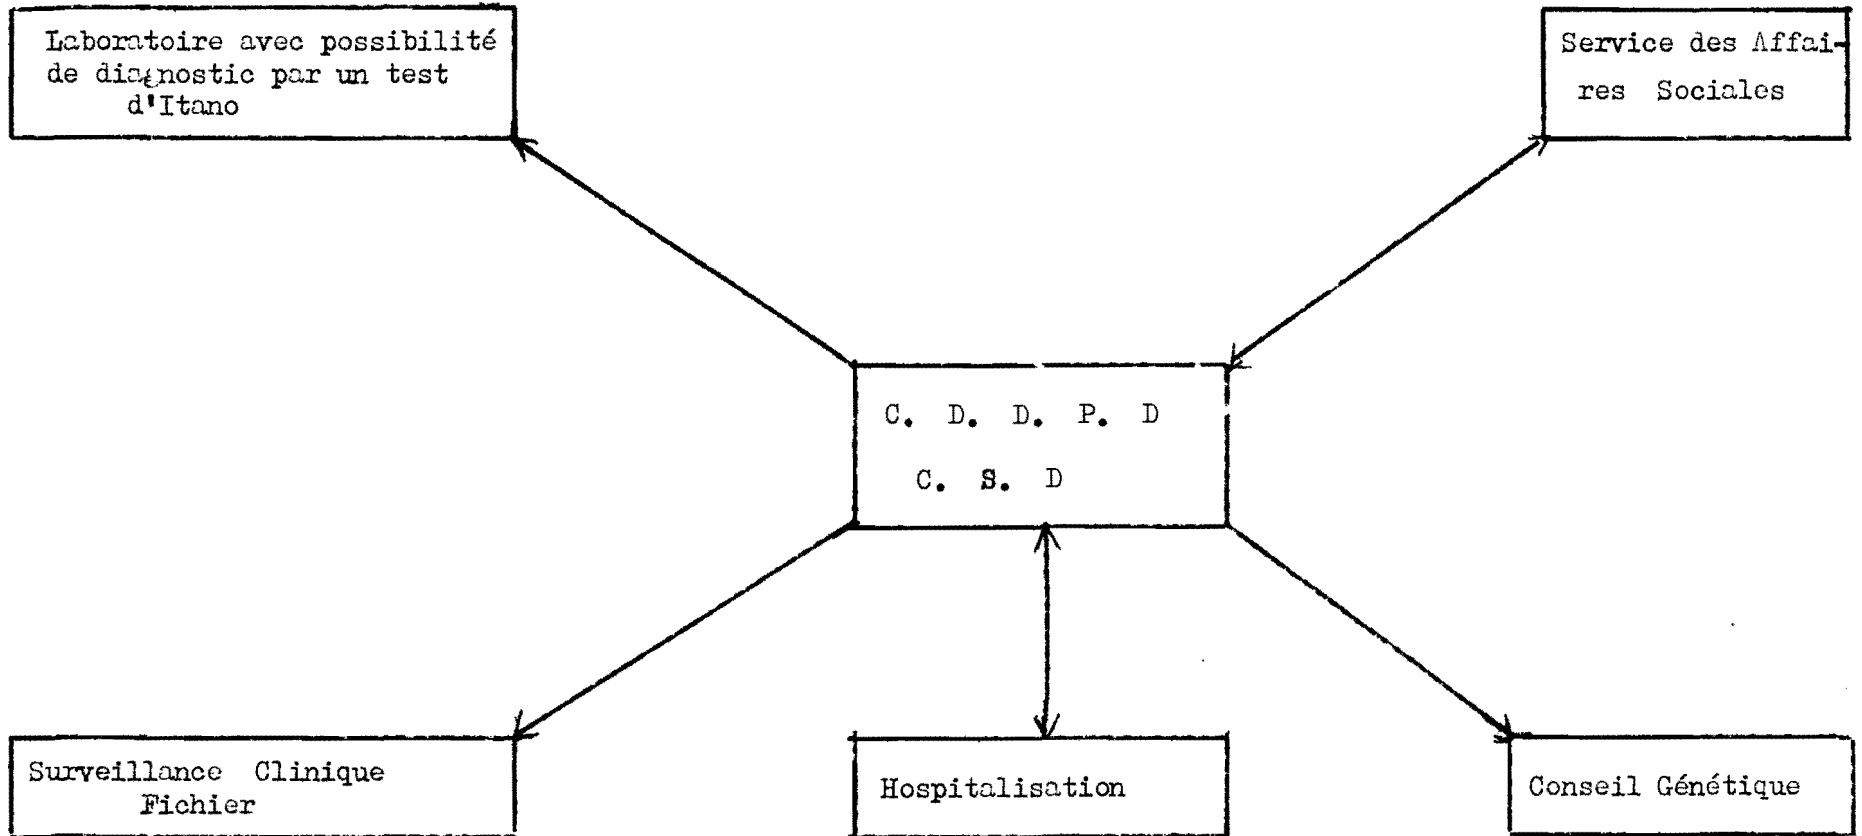 Laboratoire avec possibilité
de diagnostic par un test
d'Itano
Service des Affai-
res Sociales
C. D. D. P. D
C. S. D
Surveillance Clinique
Fichier
Hospitalisation
Conseil Génétique